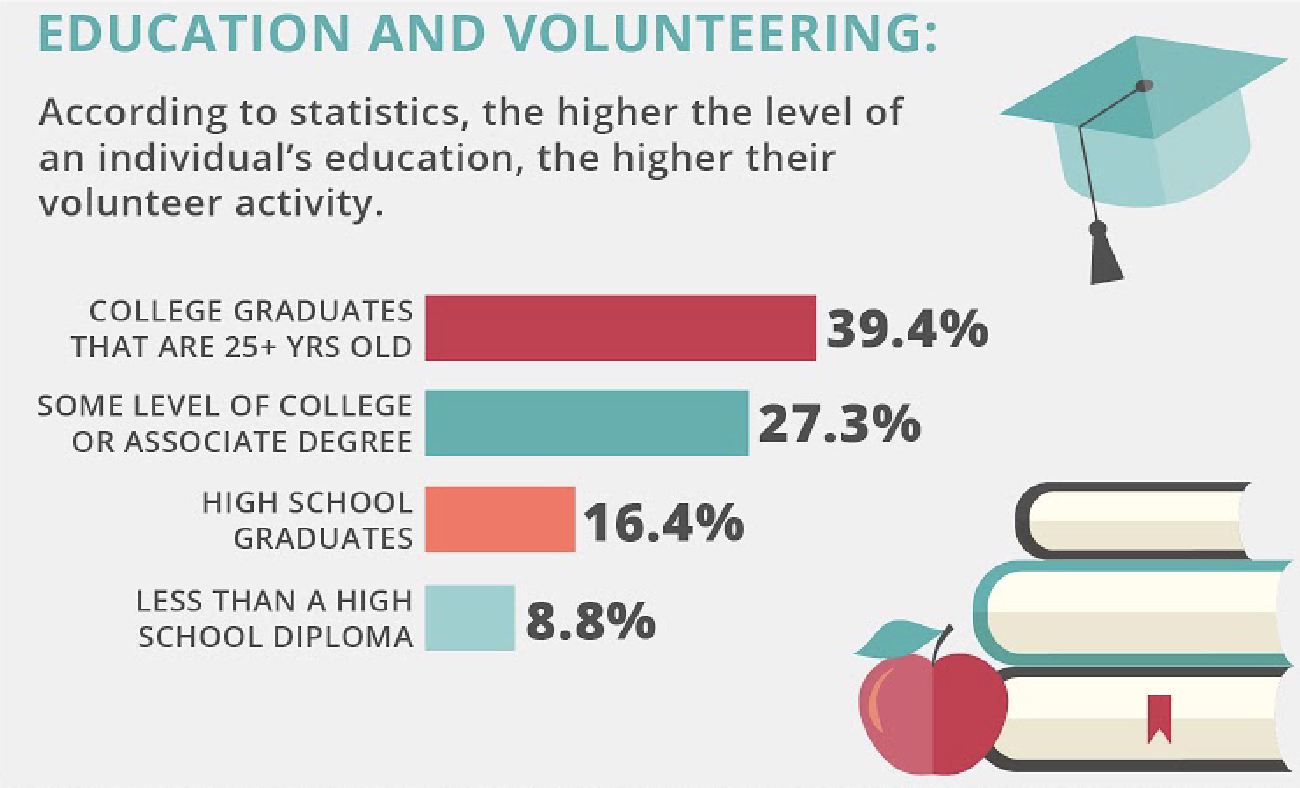 EDUCATION AND VOLUNTEERING:
According to statistics, the higher the level of
an individual’s education, the higher their
volunteer activity.
COLLEGE GRADUATES
THAT ARE 25+ YRS OLD
39.4%
SOME LEVEL OF COLLEGE
OR ASSOCIATE DEGREE
27.3%
HIGH SCHOOL
GRADUATES
16.4%
LESS THAN A HIGH
SCHOOL DIPLOMA
8.8%